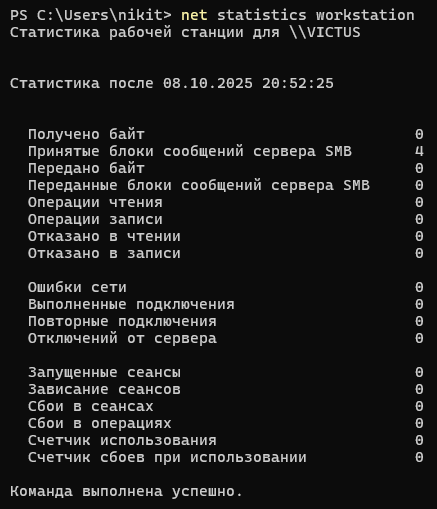 PS C:\Users\nikit> net statistics workstation
Статистика рабочей станции для \\VICTUS
Статистика после 08.10.2025 20:52:25
Получено байт 0
Принятые блоки сообщений сервера SMB 4
Передано байт 0
Переданные блоки сообщений сервера SMB 0
Операции чтения 0
Операции записи 0
Отказано в чтении 0
Отказано в записи 0
Ошибки сети 0
Выполненные подключения 0
Повторные подключения 0
Отключений от сервера 0
Запущенные сеансы 0
Зависание сеансов 0
Сбои в сеансах 0
Сбои в операциях 0
Счетчик использования 0
Счетчик сбоев при использовании 0
Команда выполнена успешно.